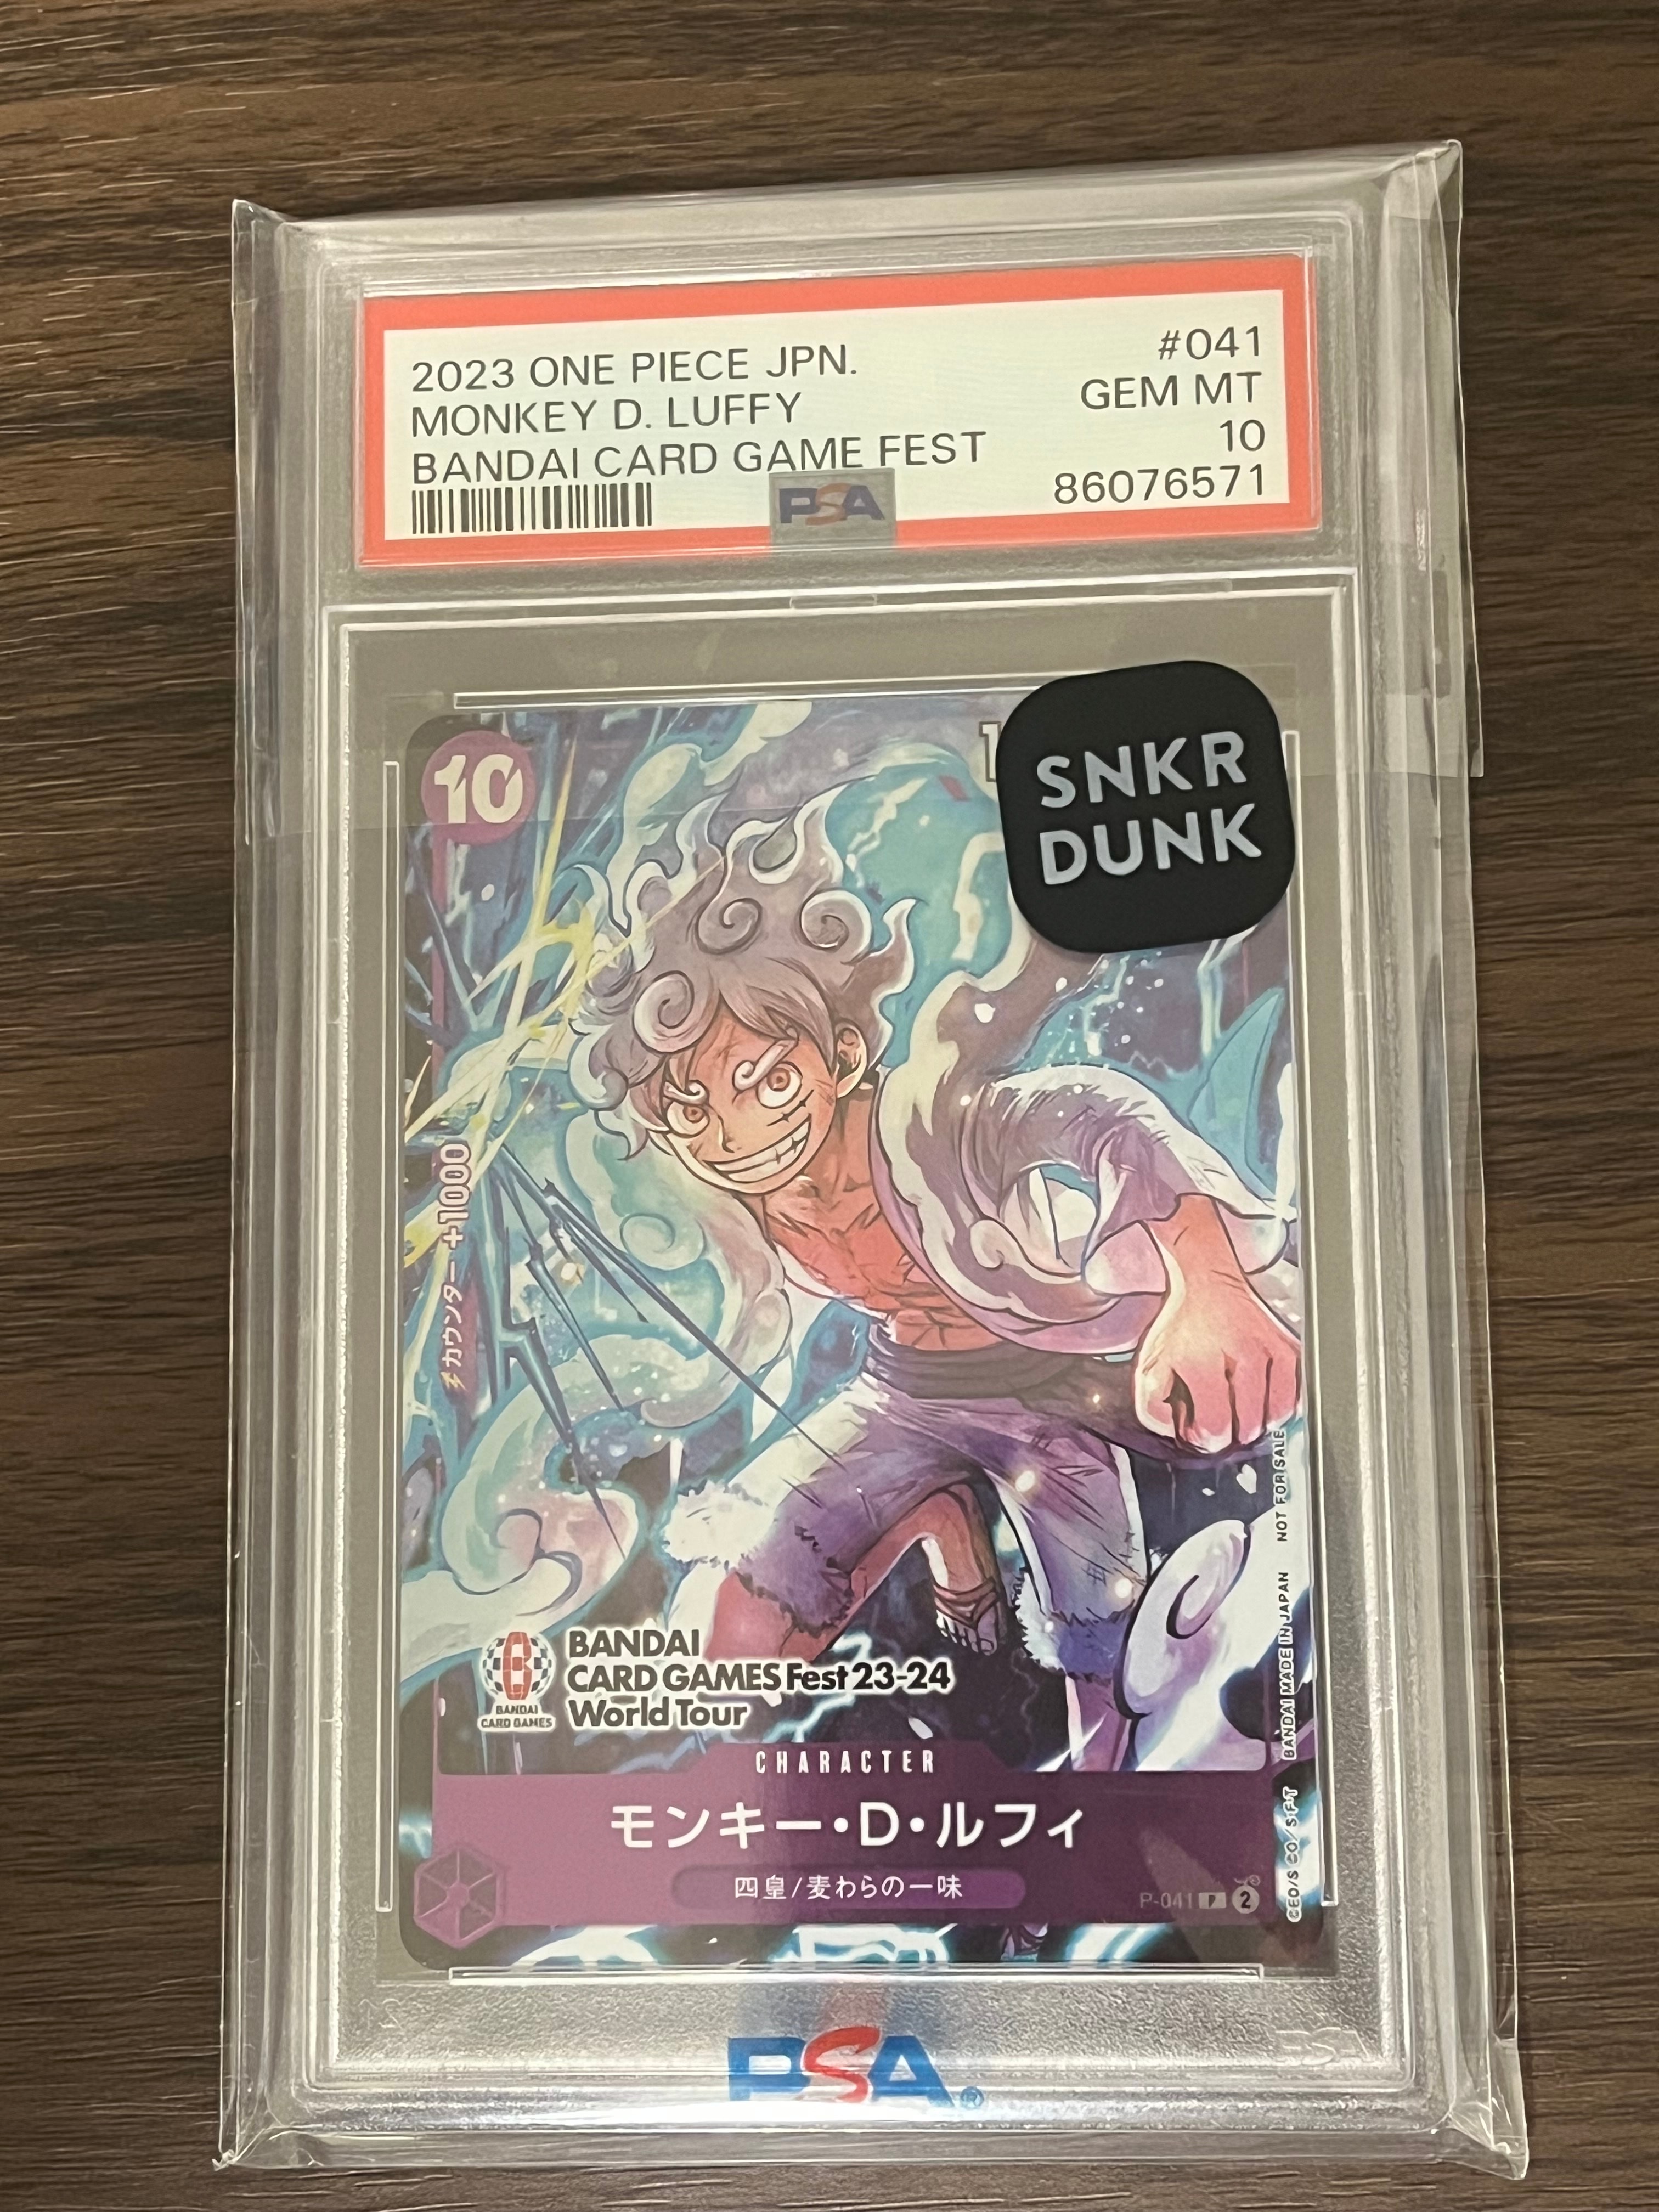 2023 ONE PIECE JPN. #041
MONKEY D. LUFFY GEM MT
BANDAI CARD GAME FEST 10
86076571
PSA
10
SNKR
DUNK
カウンター +1000
BANDAI
CARD GAMES Fest 23-24
World Tour
BANDAI
CARD GAMES
CHARACTER
モンキー・D・ルフィ
四皇/麦わらの一味
P-041 P 2
©EO/S CO/S・F・T BANDAI MADE IN JAPAN NOT FOR SALE
PSA®